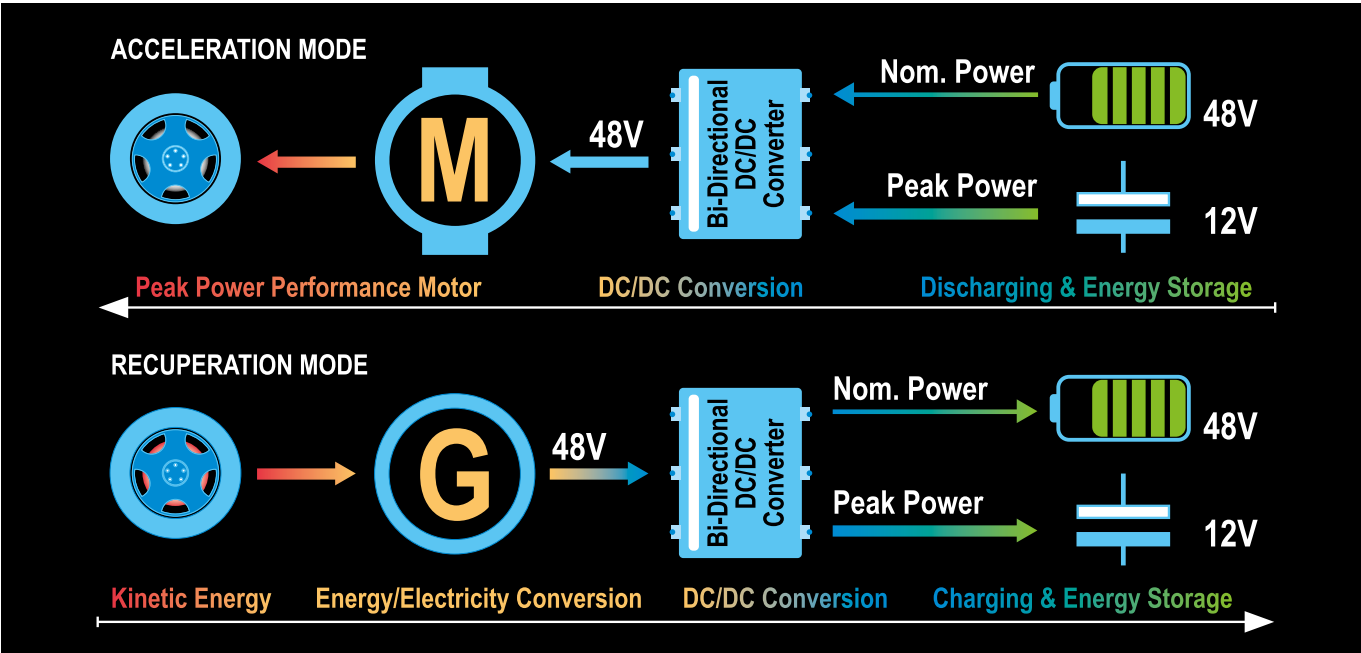 ACCELERATION MODE
M
48V
Bi-Directional
DC/DC
Converter
Nom. Power
48V
Peak Power
12V
Peak Power Performance Motor
DC/DC Conversion
Discharging & Energy Storage
RECUPERATION MODE
G
48V
Bi-Directional
DC/DC
Converter
Nom. Power
48V
Peak Power
12V
Kinetic Energy
Energy/Electricity Conversion
DC/DC Conversion
Charging & Energy Storage